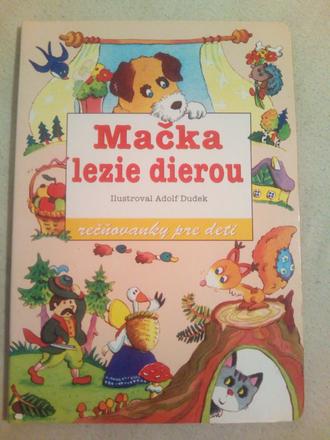 Mačka
lezie dierou
Ilustroval Adolf Dudek
rečňovanky pre deti